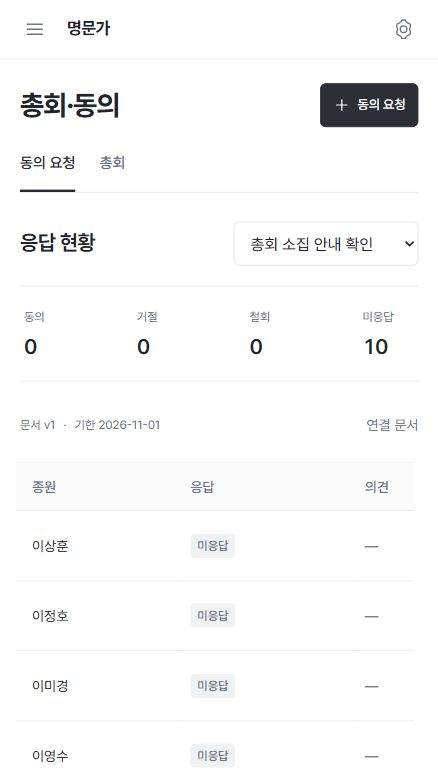 명문가
총회·동의
+ 동의 요청
동의 요청 총회
응답 현황
총회 소집 안내 확인
동의 거절 철회 미응답
0 0 0 10
문서 v1 · 기한 2026-11-01 연결 문서
종원 응답 의견
이상훈 미응답 —
이정호 미응답 —
이미경 미응답 —
이영수 미응답 —